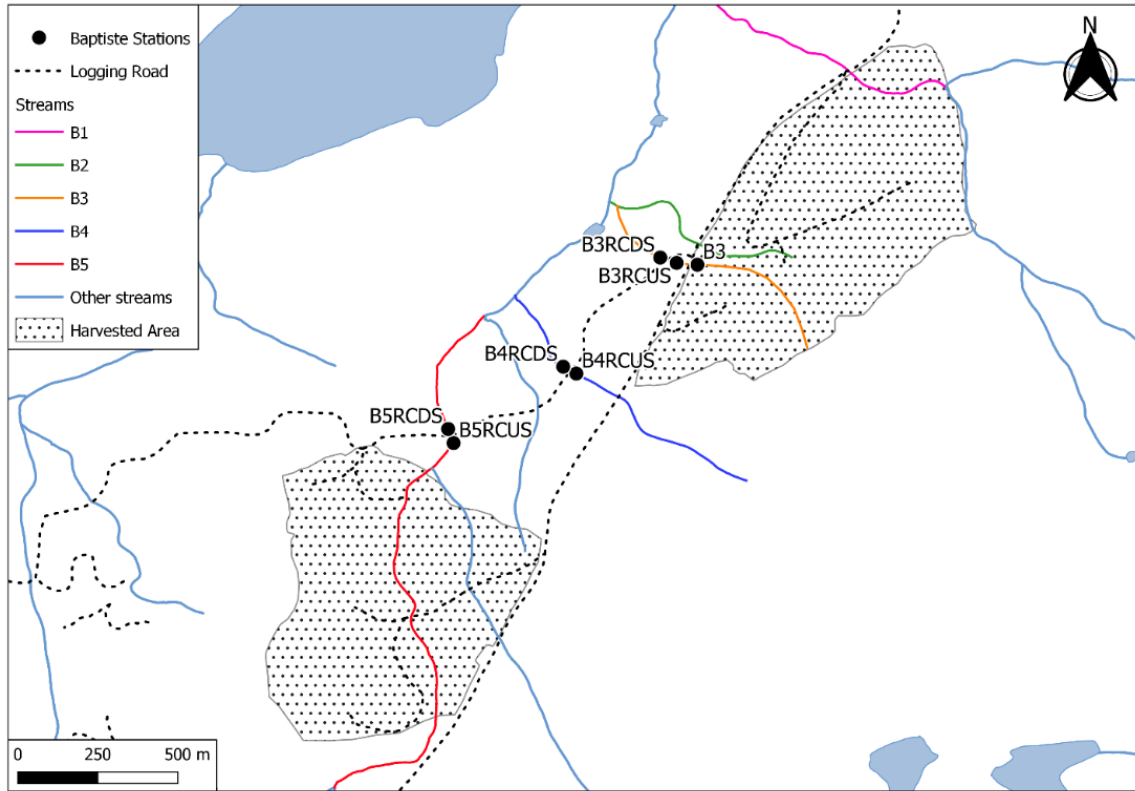 Baptiste Stations
Logging Road
Streams
B1
B2
B3
B4
B5
Other streams
Harvested Area
N
B3RCDS
B3
B3RCUS
B4RCDS
B4RCUS
B5RCDS
B5RCUS
0 250 500 m